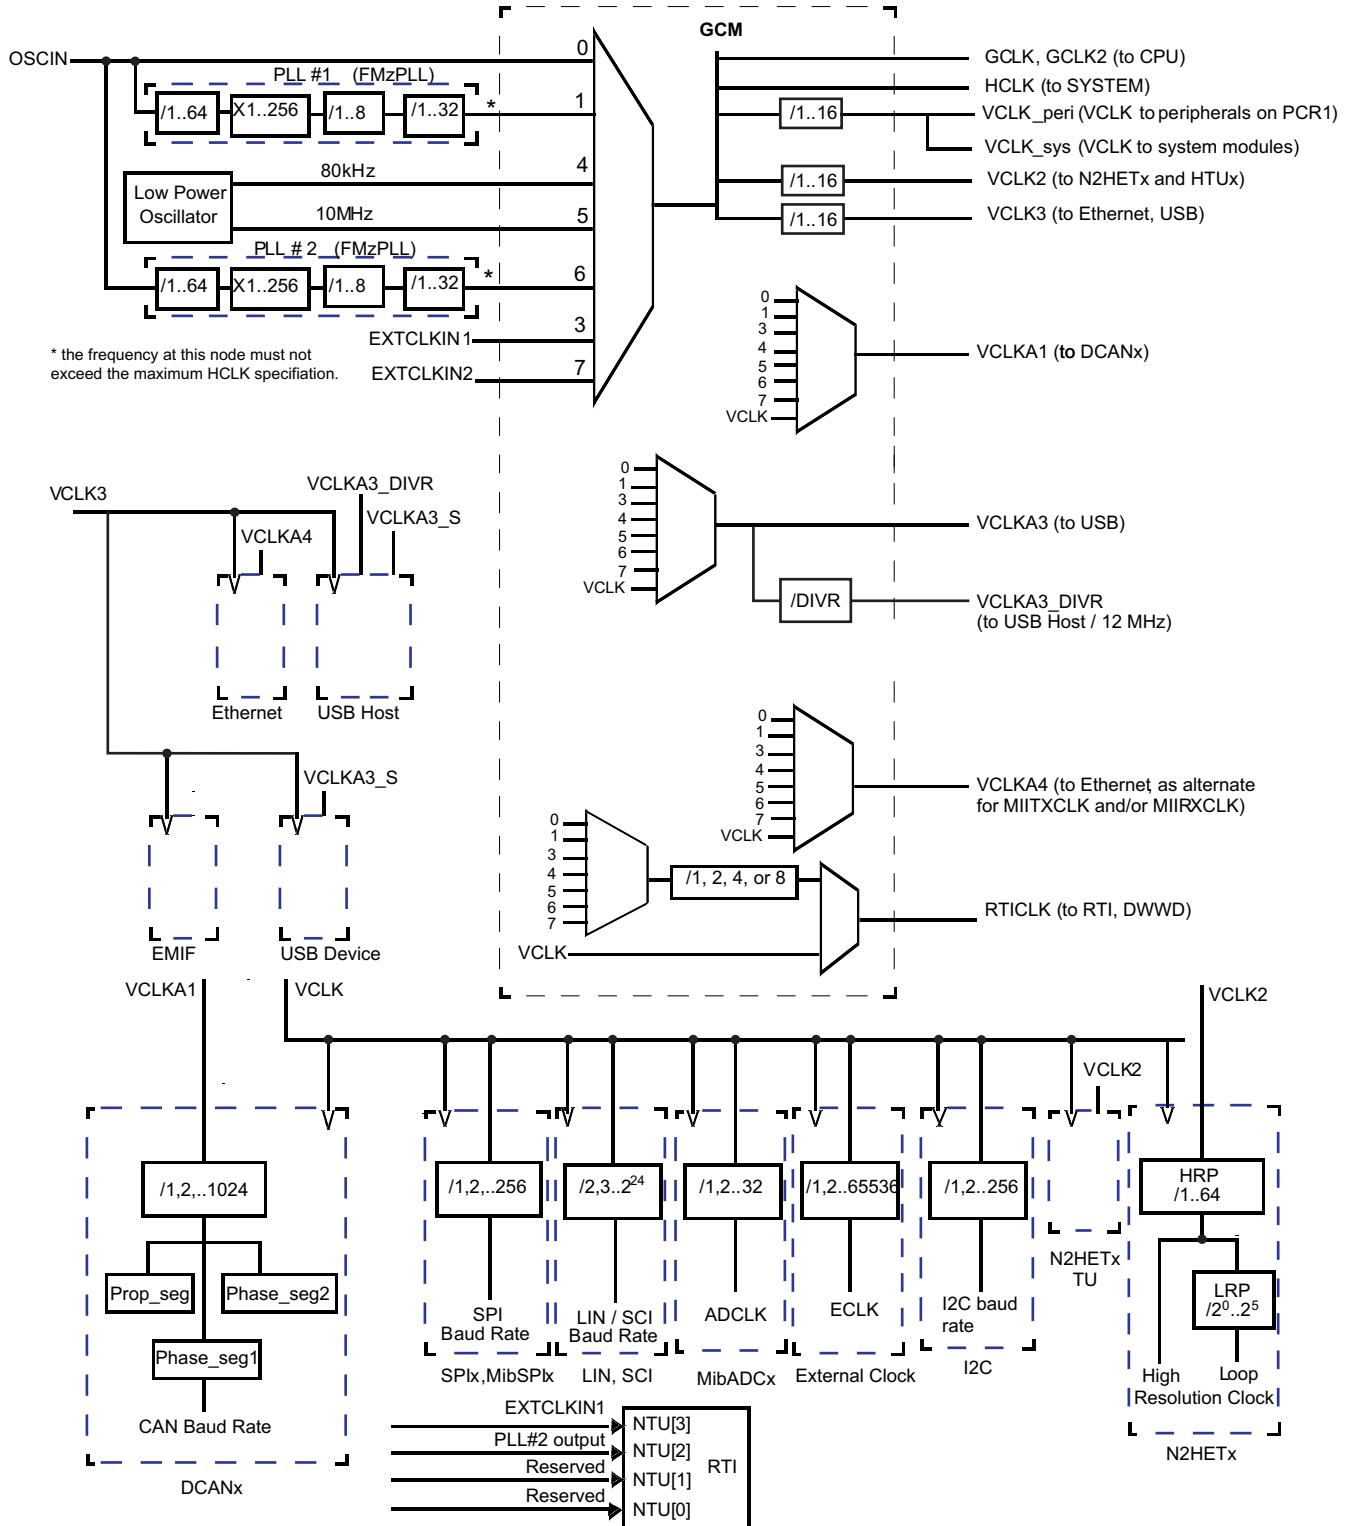 GCM
OSCIN
0
GCLK, GCLK2 (to CPU)
PLL #1 (FMzPLL)
HCLK (to SYSTEM)
/1..64
X1..256
/1..8
/1..32
*
1
/1..16
VCLK_peri (VCLK to peripherals on PCR1)
VCLK_sys (VCLK to system modules)
80kHz
4
/1..16
VCLK2 (to N2HETx and HTUx)
Low Power
Oscillator
10MHz
5
/1..16
VCLK3 (to Ethernet, USB)
PLL # 2 (FMzPLL)
/1..64
X1..256
/1..8
/1..32
*
6
EXTCLKIN1
3
EXTCLKIN2
7
* the frequency at this node must not
exceed the maximum HCLK specifiation.
0
1
3
4
5
6
7
VCLK
VCLKA1 (to DCANx)
VCLK3
VCLKA3_DIVR
VCLKA3_S
VCLKA4
Ethernet
USB Host
0
1
3
4
5
6
7
VCLK
VCLKA3 (to USB)
/DIVR
VCLKA3_DIVR
(to USB Host / 12 MHz)
VCLKA3_S
EMIF
USB Device
0
1
3
4
5
6
7
VCLK
VCLKA4 (to Ethernet, as alternate
for MIITXCLK and/or MIIRXCLK)
0
1
3
4
5
6
7
/1, 2, 4, or 8
VCLK
RTICLK (to RTI, DWWD)
VCLKA1
VCLK
VCLK2
VCLK2
/1,2,..1024
Prop_seg
Phase_seg2
Phase_seg1
CAN Baud Rate
DCANx
/1,2,..256
SPI
Baud Rate
SPIx,MibSPIx
/2,3..2²⁴
LIN / SCI
Baud Rate
LIN, SCI
/1,2..32
ADCLK
MibADCx
/1,2..65536
ECLK
External Clock
/1,2..256
I2C baud
rate
I2C
N2HETx
TU
HRP
/1..64
LRP
/2⁰..2⁵
High
Loop
Resolution Clock
N2HETx
EXTCLKIN1
NTU[3]
PLL#2 output
NTU[2]
RTI
Reserved
NTU[1]
Reserved
NTU[0]